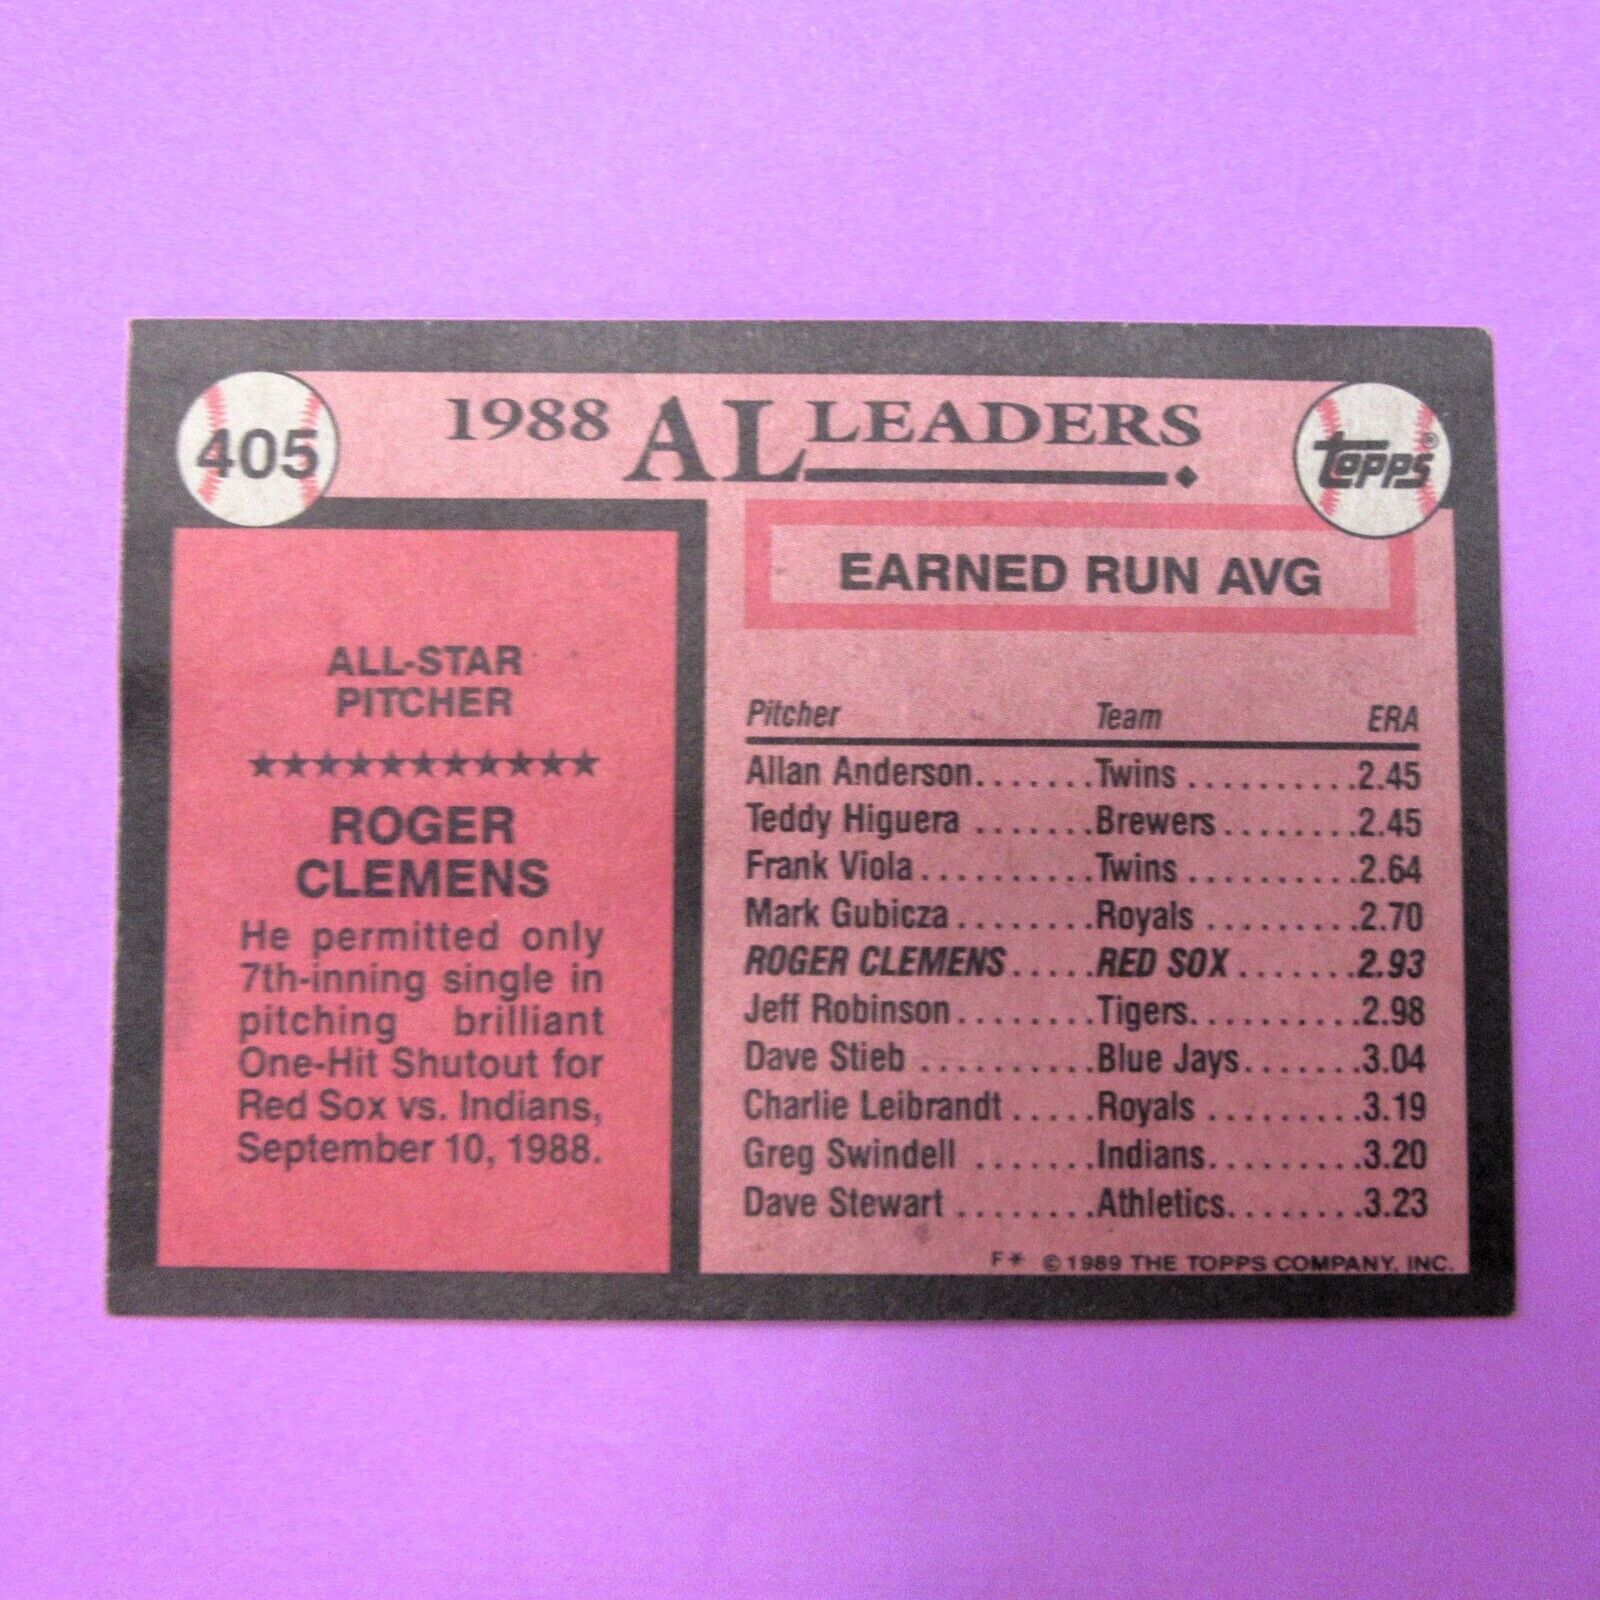 405
1988 AL LEADERS
Topps®
ALL-STAR
PITCHER
★★★★★★★★★★★
ROGER
CLEMENS
He permitted only
7th-inning single in
pitching brilliant
One-Hit Shutout for
Red Sox vs. Indians,
September 10, 1988.
EARNED RUN AVG
Pitcher Team ERA
Allan Anderson.......Twins ...........2.45
Teddy Higuera .......Brewers.........2.45
Frank Viola...........Twins ...........2.64
Mark Gubicza.........Royals ..........2.70
ROGER CLEMENS.....RED SOX........2.93
Jeff Robinson.........Tigers...........2.98
Dave Stieb ...........Blue Jays........3.04
Charlie Leibrandt.....Royals ..........3.19
Greg Swindell ........Indians..........3.20
Dave Stewart .........Athletics.........3.23
F* ©1989 THE TOPPS COMPANY, INC.